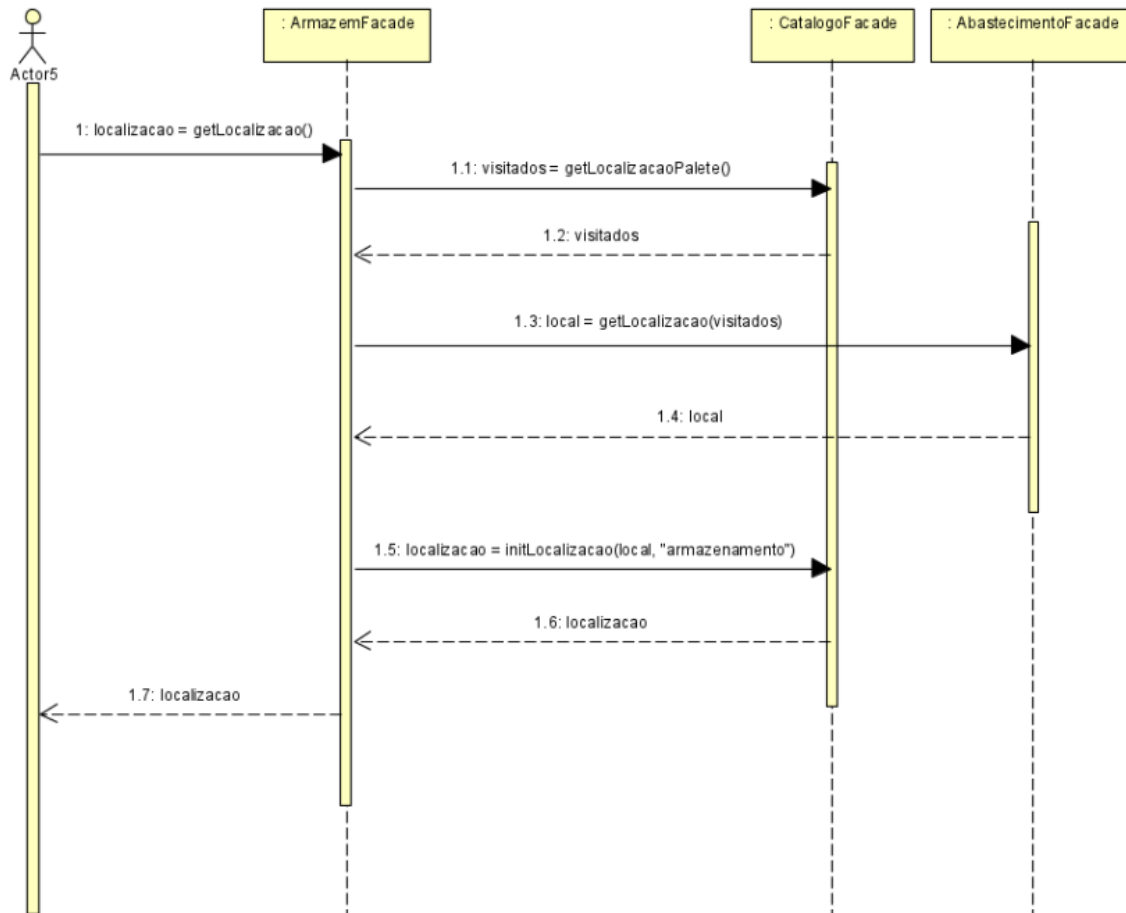 : ArmazemFacade
: CatalogoFacade
: AbastecimentoFacade
Actor5
1: localizacao = getLocalizacao()
1.1: visitados = getLocalizacaoPalete()
1.2: visitados
1.3: local = getLocalizacao(visitados)
1.4: local
1.5: localizacao = initLocalizacao(local, "armazenamento")
1.6: localizacao
1.7: localizacao